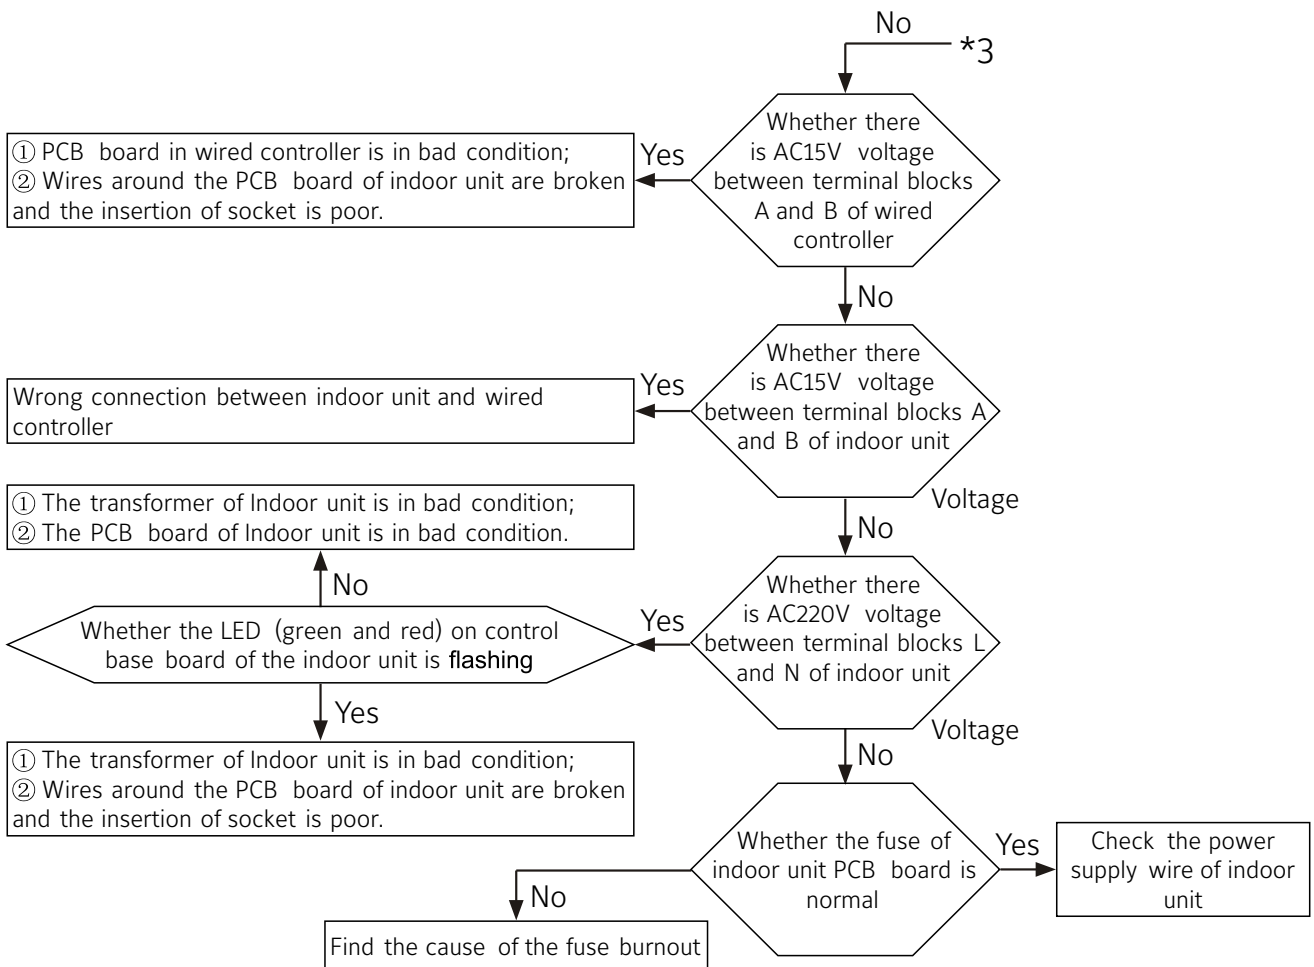 No
*3
Whether there
is AC15V voltage
between terminal blocks
A and B of wired
controller
Yes
① PCB board in wired controller is in bad condition;
② Wires around the PCB board of indoor unit are broken
and the insertion of socket is poor.
No
Whether there
is AC15V voltage
between terminal blocks A
and B of indoor unit
Yes
Wrong connection between indoor unit and wired
controller
Voltage
No
① The transformer of Indoor unit is in bad condition;
② The PCB board of Indoor unit is in bad condition.
No
Whether there
is AC220V voltage
between terminal blocks L
and N of indoor unit
Yes
Whether the LED (green and red) on control
base board of the indoor unit is flashing
Yes
① The transformer of Indoor unit is in bad condition;
② Wires around the PCB board of indoor unit are broken
and the insertion of socket is poor.
Voltage
No
Whether the fuse of
indoor unit PCB board is
normal
Yes
Check the power
supply wire of indoor
unit
No
Find the cause of the fuse burnout